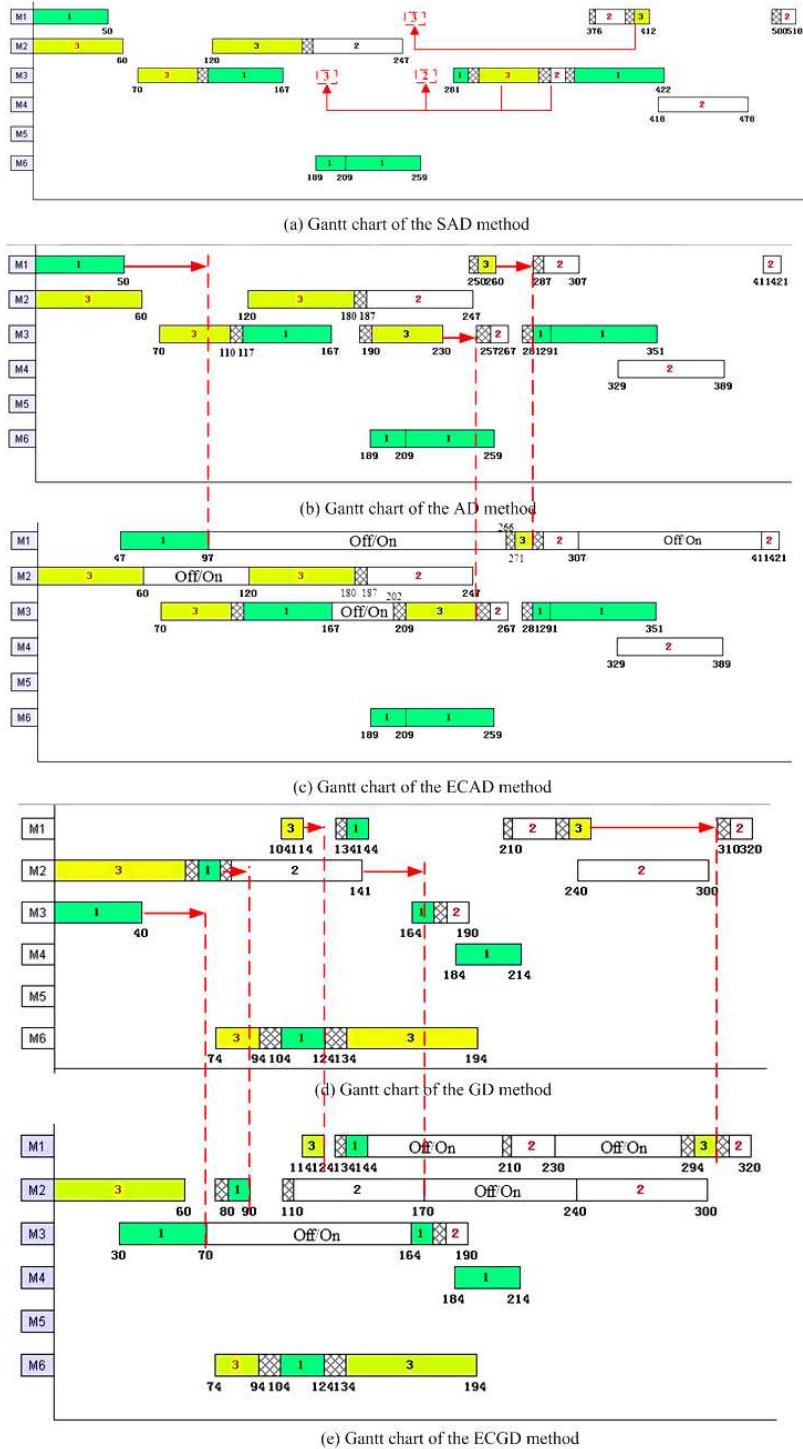 M1 1 3 2 3 2
50 376 412 500510
M2 3 3 2
60 120 247
M3 3 1 3 2 1 3 2 1
70 167 281 422
M4 2
418 478
M5
M6 1 1
189 209 259
(a) Gantt chart of the SAD method
M1 1 3 2 2
50 250260 287 307 411421
M2 3 3 2
60 120 180 187 247
M3 3 1 3 2 1 1
70 110 117 167 190 230 257267 281291 351
M4 2
329 389
M5
M6 1 1
189 209 259
(b) Gantt chart of the AD method
266
M1 1 Off/On 3 2 Off/On 2
47 97 271 307 411421
M2 3 Off/On 3 2
60 120 180 187 202 247
M3 3 1 Off/On 3 2 1 1
70 167 209 267 281291 351
M4 2
329 389
M5
M6 1 1
189 209 259
(c) Gantt chart of the ECAD method
M1 3 1 2 3 2
104114 134144 210 310320
M2 3 1 2 2
141 240 300
M3 1 1 2
40 164 190
M4 1
184 214
M5
M6 3 1 3
74 94 104 124134 194
(d) Gantt chart of the GD method
M1 3 1 Off/On 2 Off/On 3 2
114124134144 210 230 294 320
M2 3 1 2 Off/On 2
60 80 90 110 170 240 300
M3 1 Off/On 1 2
30 70 164 190
M4 1
184 214
M5
M6 3 1 3
74 94 104 124134 194
(e) Gantt chart of the ECGD method